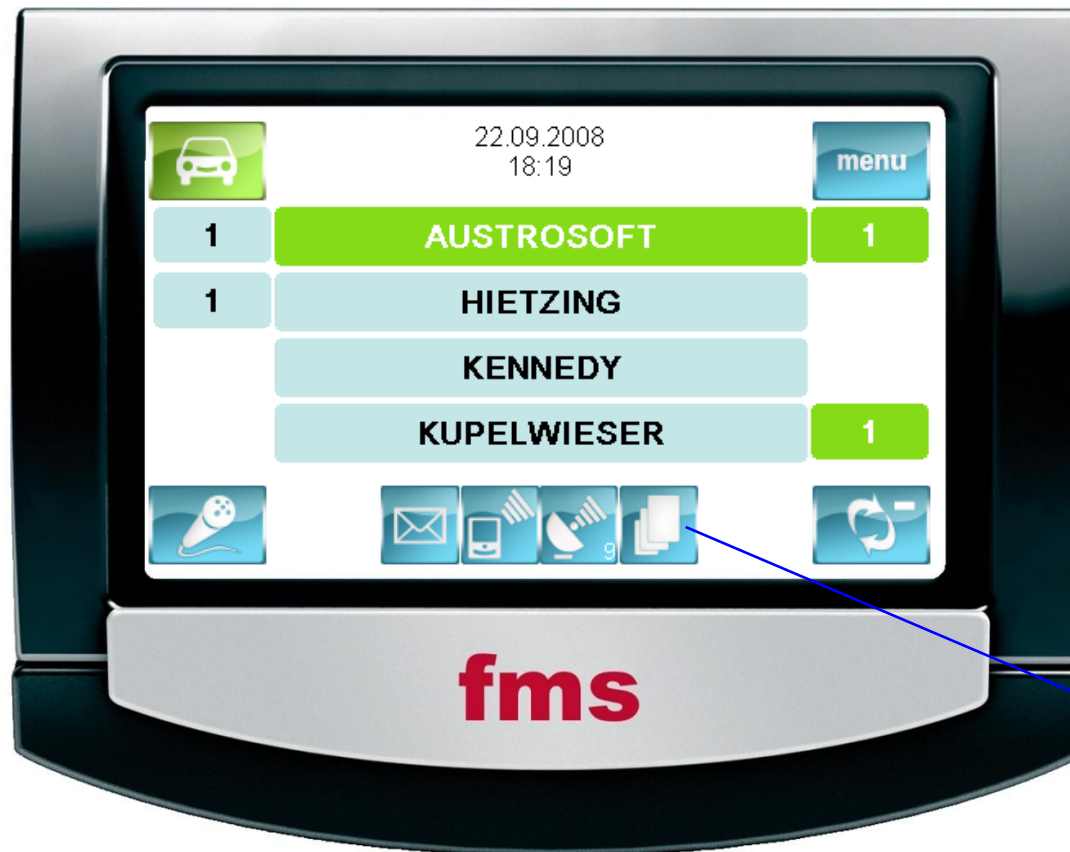 22.09.2008
18:19
menu
1 AUSTROSOFT 1
1 HIETZING
KENNEDY
KUPELWIESER 1
9
fms